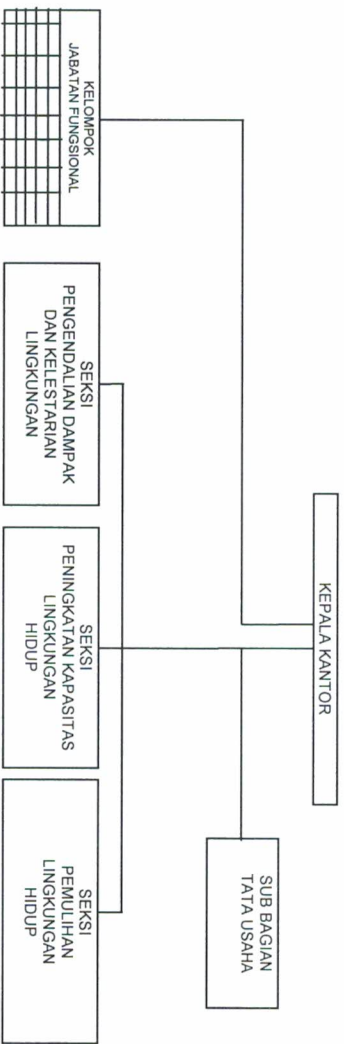 KEPALA KANTOR
SUB BAGIAN
TATA USAHA
KELOMPOK
JABATAN FUNGSIONAL
SEKSI
PENGENDALIAN DAMPAK
DAN KELESTARIAN
LINGKUNGAN
SEKSI
PENINGKATAN KAPASITAS
LINGKUNGAN
HIDUP
SEKSI
PEMULIHAN
LINGKUNGAN
HIDUP